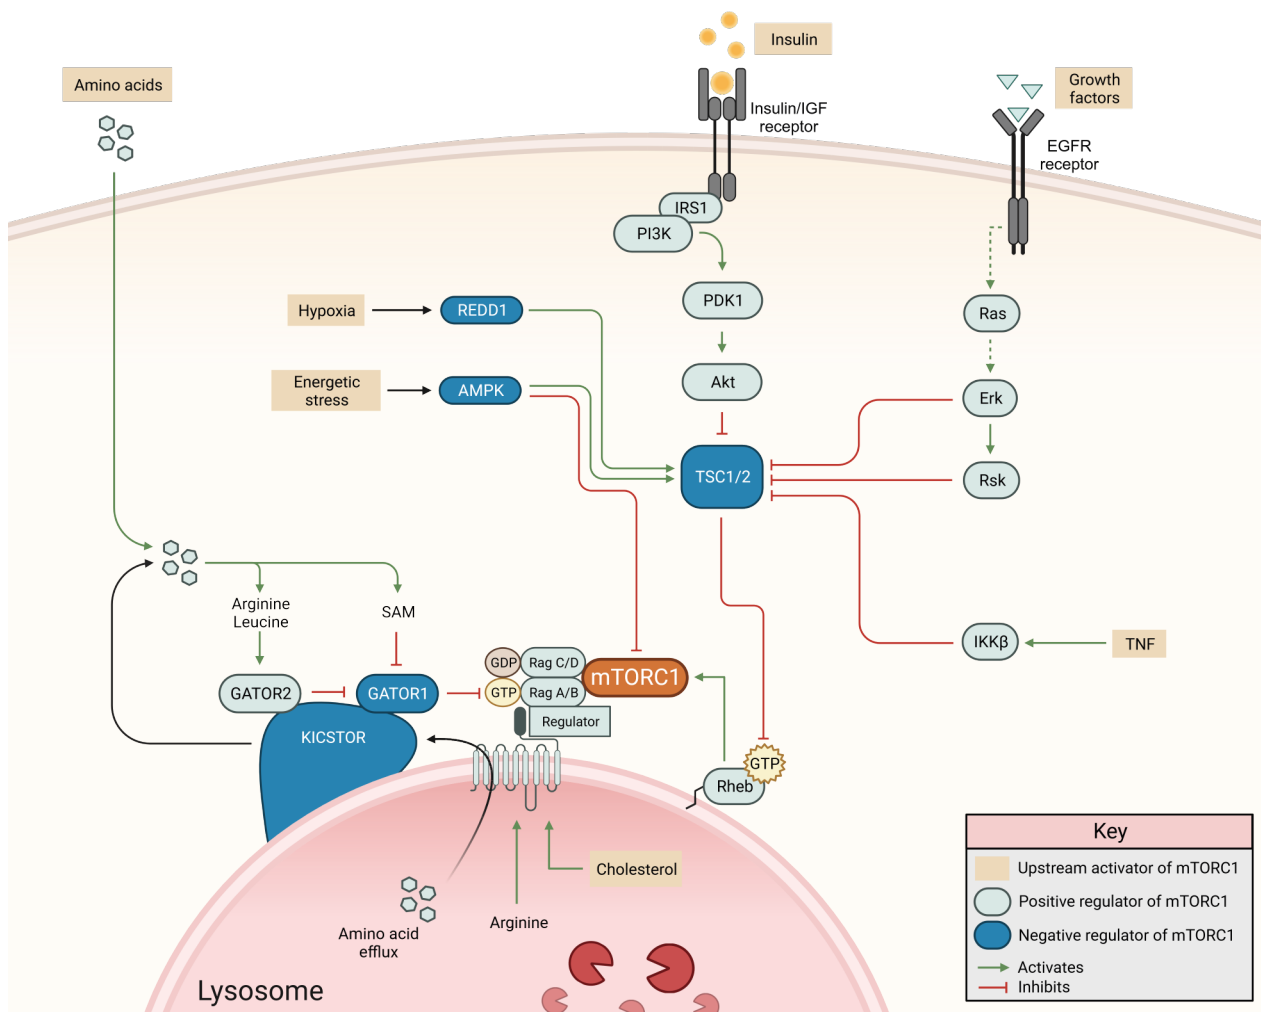 Insulin
Amino acids
Growth
factors
Insulin/IGF
receptor
EGFR
receptor
IRS1
PI3K
Hypoxia
REDD1
PDK1
Ras
Energetic
stress
AMPK
Akt
Erk
TSC1/2
Rsk
Arginine
Leucine
SAM
IKKβ
TNF
GDP
Rag C/D
mTORC1
GATOR2
GATOR1
GTP
Rag A/B
Regulator
KICSTOR
GTP
Rheb
Cholesterol
Arginine
Amino acid
efflux
Lysosome
Key
Upstream activator of mTORC1
Positive regulator of mTORC1
Negative regulator of mTORC1
Activates
Inhibits